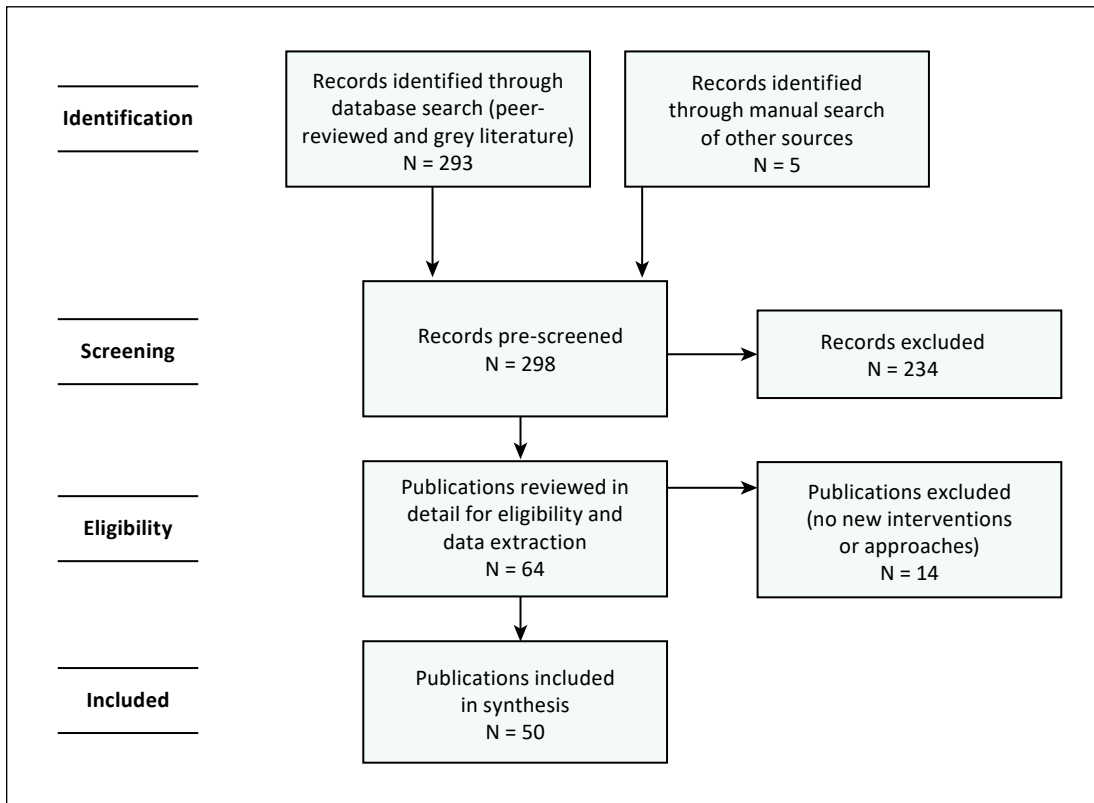 Identification
Records identified through
database search (peer-
reviewed and grey literature)
N = 293
Records identified
through manual search
of other sources
N = 5
Screening
Records pre-screened
N = 298
Records excluded
N = 234
Eligibility
Publications reviewed in
detail for eligibility and
data extraction
N = 64
Publications excluded
(no new interventions
or approaches)
N = 14
Included
Publications included
in synthesis
N = 50